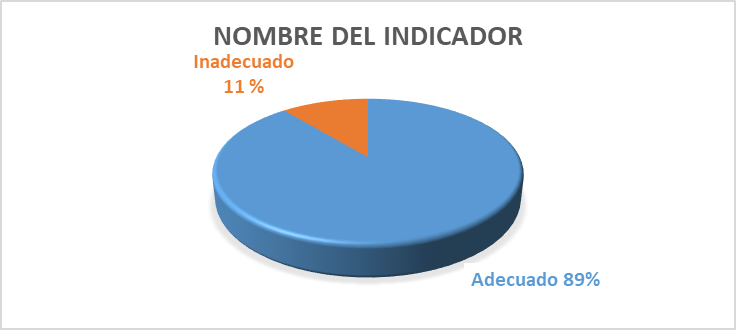 NOMBRE DEL INDICADOR
Inadecuado
11 %
Adecuado 89%